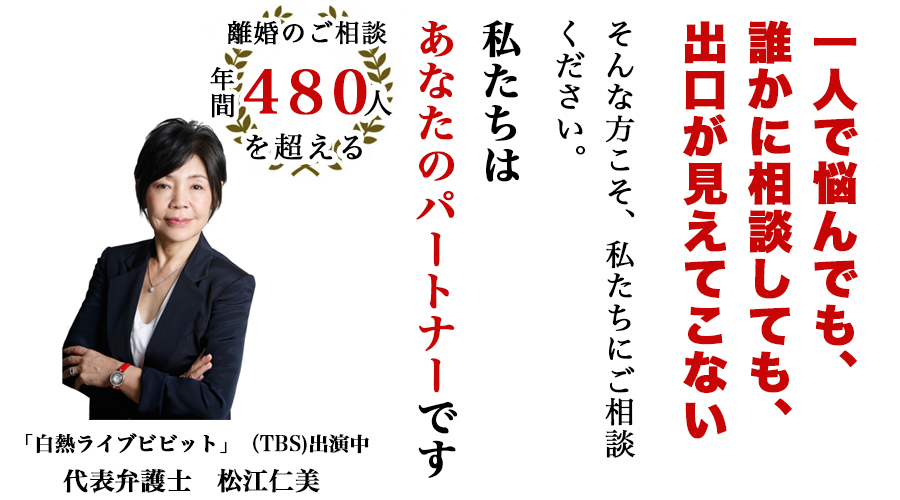 一人で悩んでも、
誰かに相談しても、
出口が見えてこない
そんな方こそ、私たちにご相談
ください。
私たちは
あなたのパートナーです
離婚のご相談
年間480人
を超える
「白熱ライブビビット」（TBS)出演中
代表弁護士　松江仁美